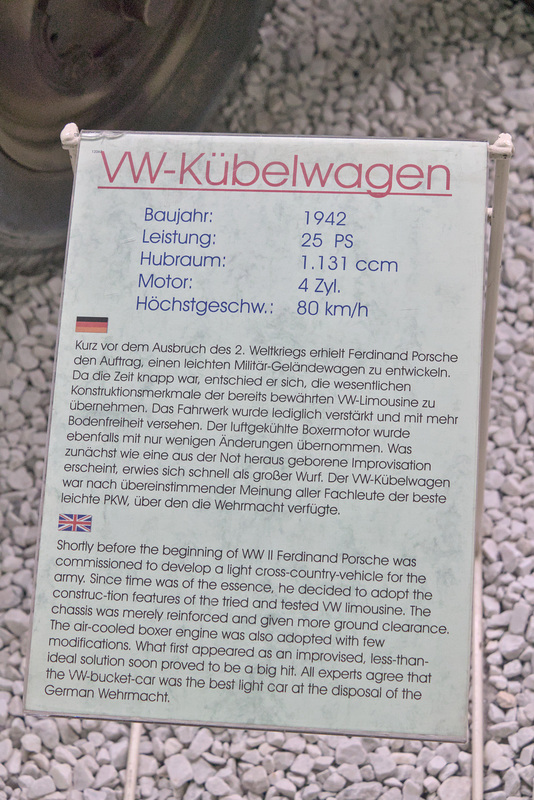 VW-Kübelwagen
Baujahr: 1942
Leistung: 25 PS
Hubraum: 1.131 ccm
Motor: 4 Zyl.
Höchstgeschw.: 80 km/h
Kurz vor dem Ausbruch des 2. Weltkriegs erhielt Ferdinand Porsche
den Auftrag, einen leichten Militär-Geländewagen zu entwickeln.
Da die Zeit knapp war, entschied er sich, die wesentlichen
Konstruktionsmerkmale der bereits bewährten VW-Limousine zu
übernehmen. Das Fahrwerk wurde lediglich verstärkt und mit mehr
Bodenfreiheit versehen. Der luftgekühlte Boxermotor wurde
ebenfalls mit nur wenigen Änderungen übernommen. Was
zunächst wie eine aus der Not heraus geborene Improvisation
erscheint, erwies sich schnell als großer Wurf. Der VW-Kübelwagen
war nach übereinstimmender Meinung aller Fachleute der beste
leichte PKW, über den die Wehrmacht verfügte.
Shortly before the beginning of WW II Ferdinand Porsche was
commissioned to develop a light cross-country-vehicle for the
army. Since time was of the essence, he decided to adopt the
construc-tion features of the tried and tested VW limousine. The
chassis was merely reinforced and given more ground clearance.
The air-cooled boxer engine was also adopted with few
modifications. What first appeared as an improvised, less-than-
ideal solution soon proved to be a big hit. All experts agree that
the VW-bucket-car was the best light car at the disposal of the
German Wehrmacht.